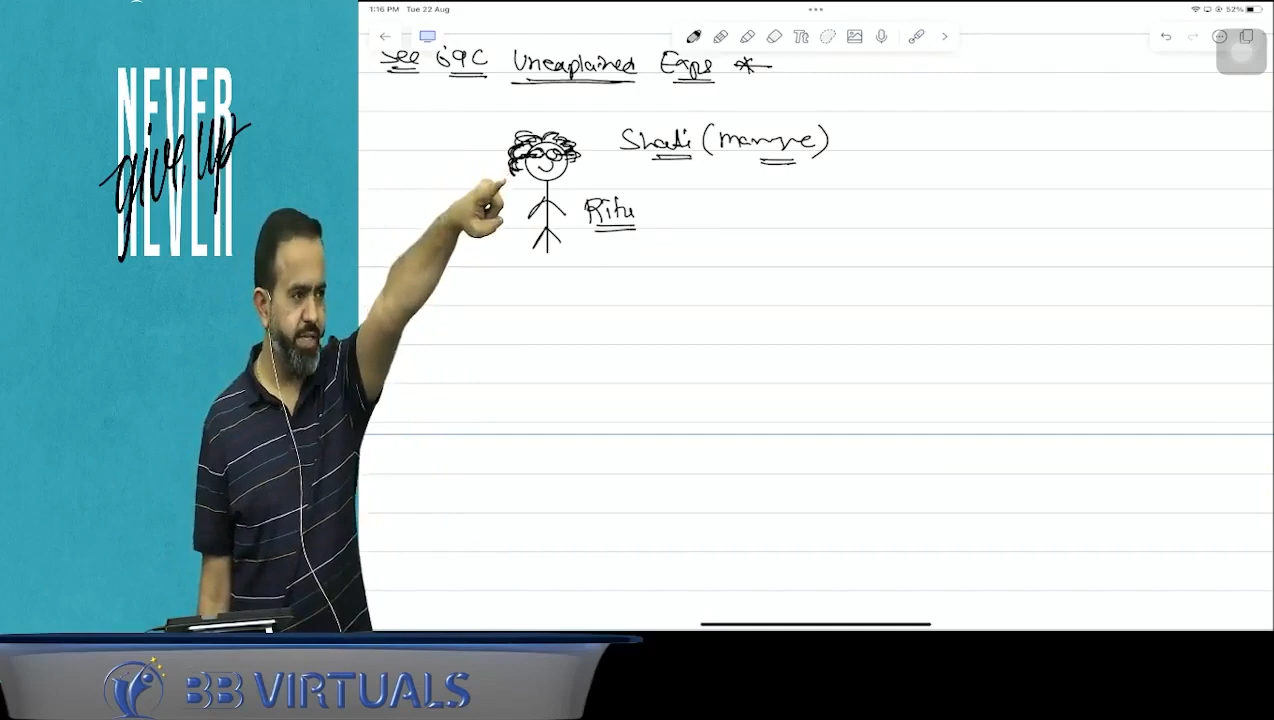 1:16 PM Tue 22 Aug
52%
See 69C Unexplained Exps *
NEVER
give up
NEVER
Shadi (marriage)
Ritu
BB VIRTUALS